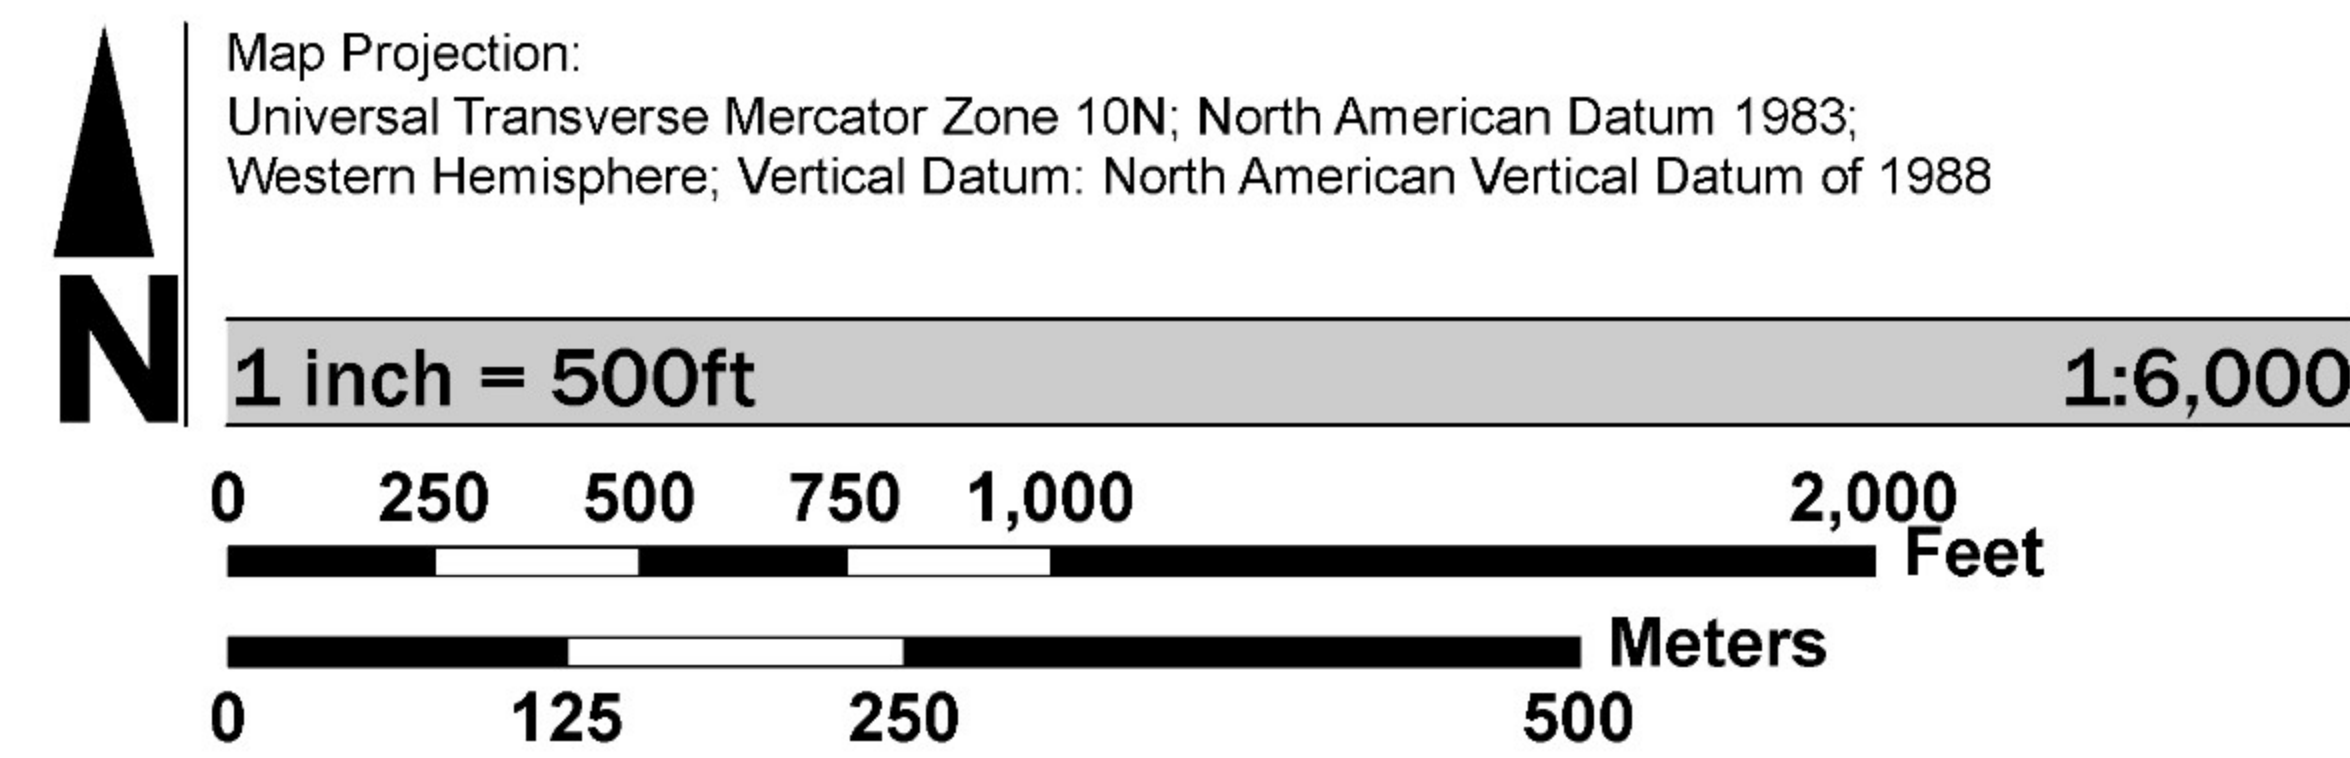 Map Projection:
Universal Transverse Mercator Zone 10N; North American Datum 1983;
Western Hemisphere; Vertical Datum: North American Vertical Datum of 1988
N
1 inch = 500ft 1:6,000
0 250 500 750 1,000 2,000
Feet
Meters
0 125 250 500